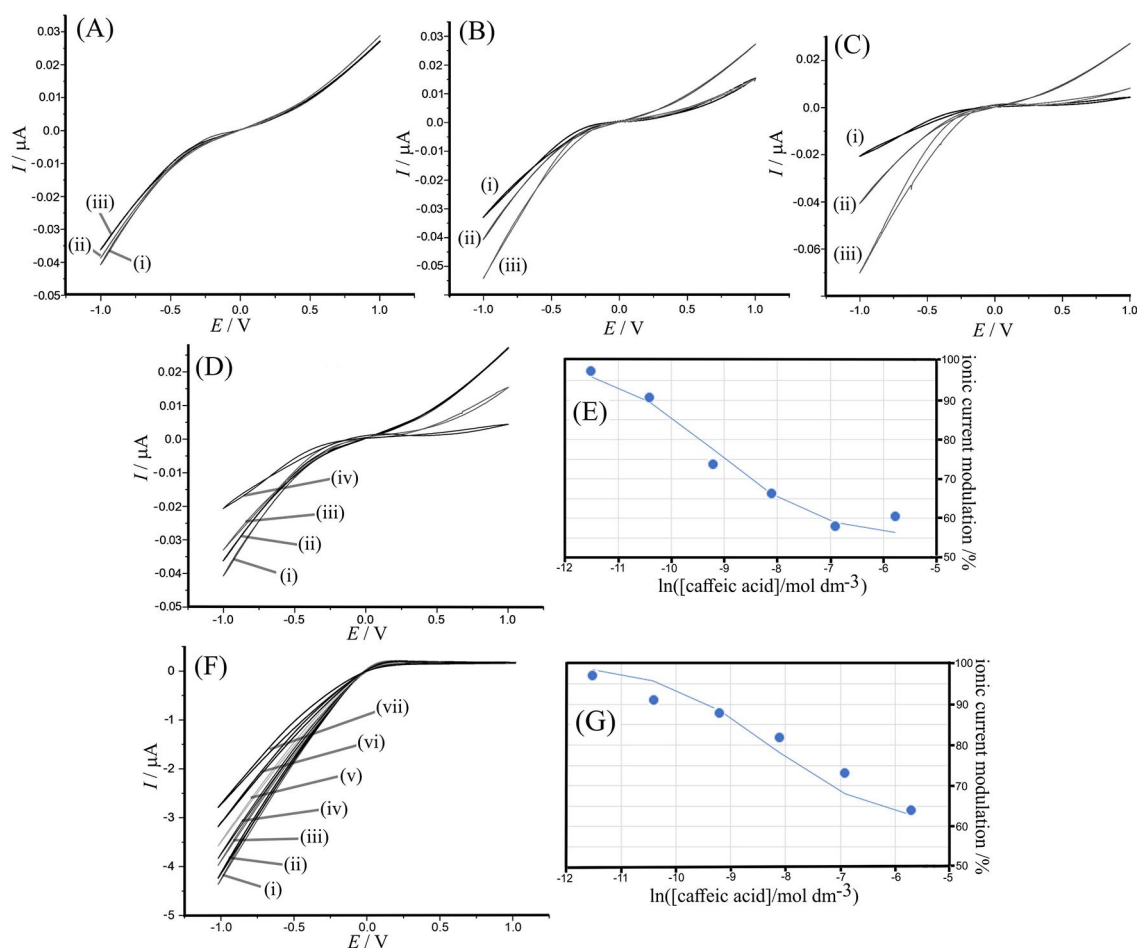 (A)
I / µA
0.03
0.02
0.01
0.0
-0.01
-0.02
-0.03
-0.04
-0.05
(iii)
(ii)
(i)
-1.0
-0.5
0.0
0.5
1.0
E / V
(B)
I / µA
0.03
0.02
0.01
0.0
-0.01
-0.02
-0.03
-0.04
-0.05
(i)
(ii)
(iii)
-1.0
-0.5
0.0
0.5
1.0
E / V
(C)
I / µA
0.02
0.0
-0.02
-0.04
-0.06
(i)
(ii)
(iii)
-1.0
-0.5
0.0
0.5
1.0
E / V
(D)
I / µA
0.02
0.01
0.0
-0.01
-0.02
-0.03
-0.04
-0.05
(iv)
(iii)
(ii)
(i)
-1.0
-0.5
0.0
0.5
1.0
E / V
(E)
100
90
80
70
60
50
ionic current modulation /%
-12
-11
-10
-9
-8
-7
-6
-5
ln([caffeic acid]/mol dm-3)
(F)
I / µA
0
-1
-2
-3
-4
-5
(vii)
(vi)
(v)
(iv)
(iii)
(ii)
(i)
-1.0
-0.5
0.0
0.5
1.0
E / V
(G)
100
90
80
70
60
50
ionic current modulation /%
-12
-11
-10
-9
-8
-7
-6
-5
ln([caffeic acid]/mol dm-3)